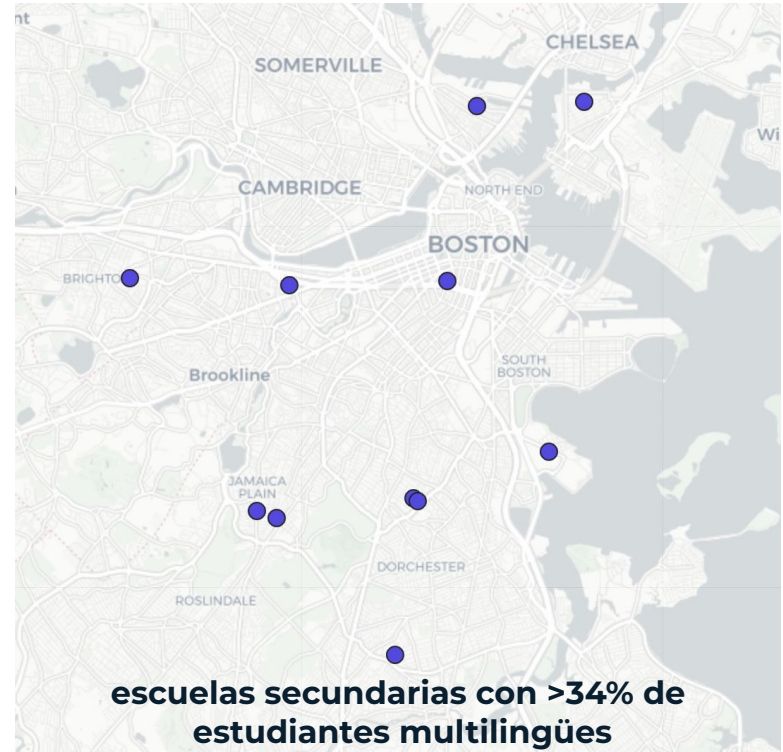 nt
CHELSEA
SOMERVILLE
Wi
CAMBRIDGE
NORTH END
BOSTON
BRIGHTO
SOUTH
BOSTON
Brookline
JAMAICA
PLAIN
DORCHESTER
ROSLINDALE
escuelas secundarias con >34% de
estudiantes multilingües